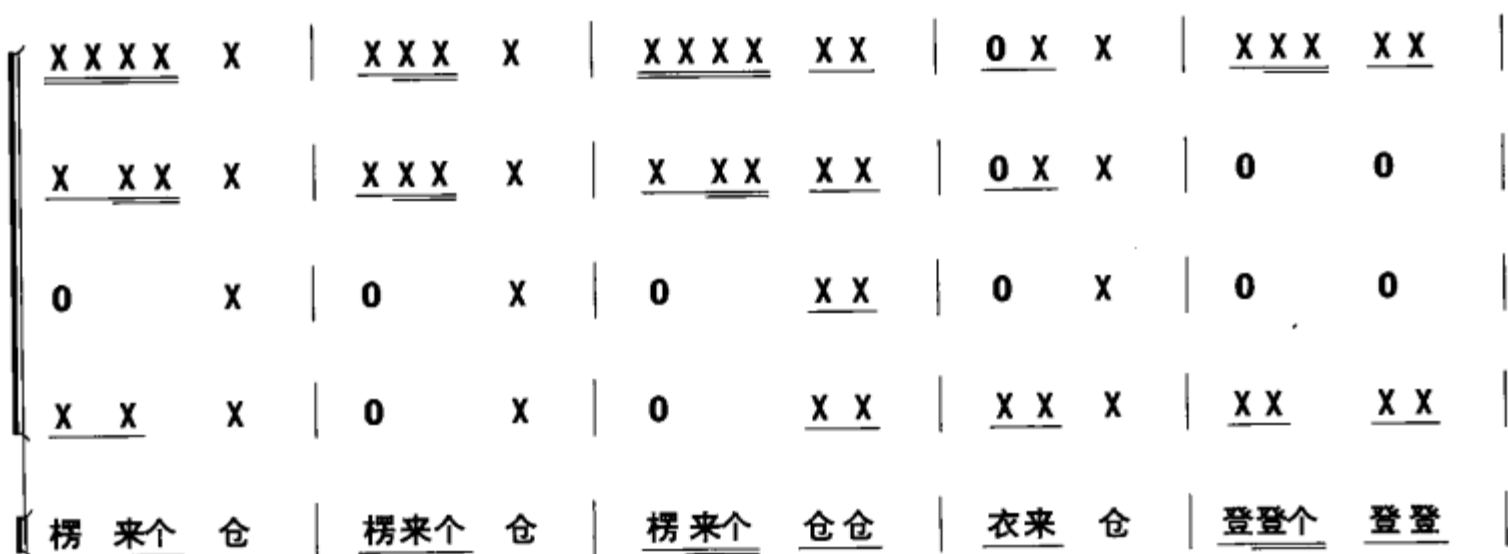 X X X X X | X X X X | X X X X X X | 0 X X | X X X X X |
X X X X | X X X X | X X X X X | 0 X X | 0 0 |
0 X | 0 X | 0 X X | 0 X | 0 0 |
X X X | 0 X | 0 X X | X X X | X X X X |
楞 来个 仓 | 楞来个 仓 | 楞来个 仓仓 | 衣来 仓 | 登登个 登登 |